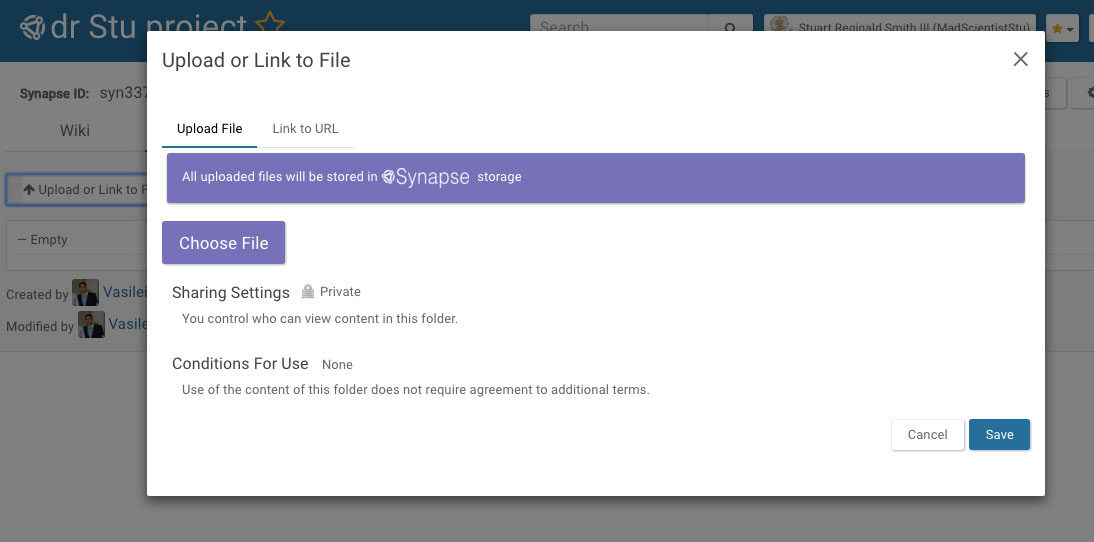 dr Stu project
Search
Stuart Reginald Smith III (MadScientistStu)
Upload or Link to File
Synapse ID: syn337
Wiki
Upload File
Link to URL
All uploaded files will be stored in Synapse storage
Upload or Link to F
Choose File
— Empty
Sharing Settings Private
Created by Vasilei
You control who can view content in this folder.
Modified by Vasile
Conditions For Use None
Use of the content of this folder does not require agreement to additional terms.
Cancel
Save